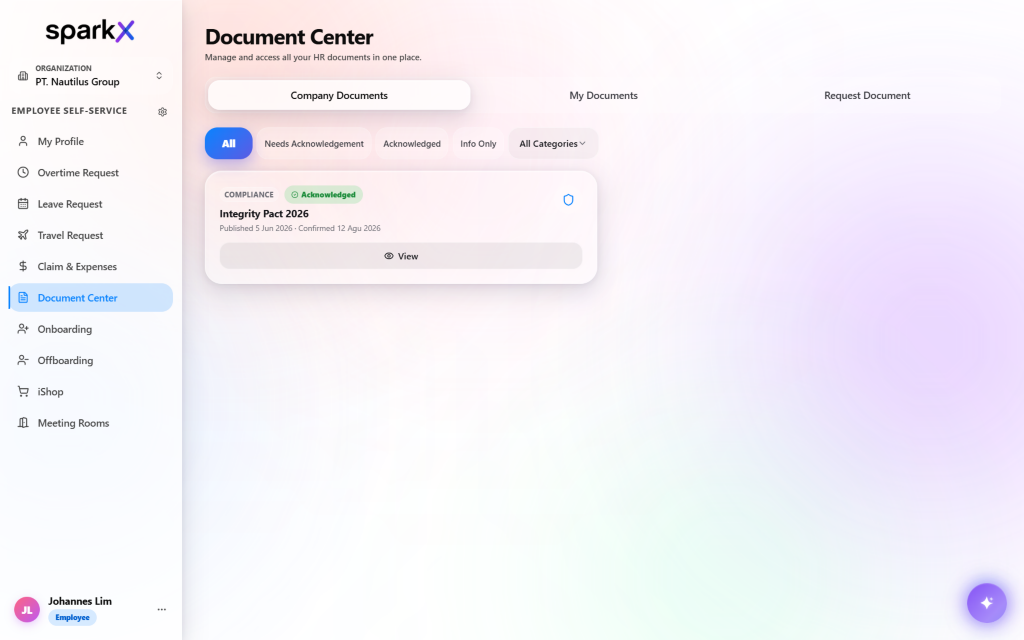 sparkX
ORGANIZATION
PT. Nautilus Group
EMPLOYEE SELF-SERVICE
My Profile
Overtime Request
Leave Request
Travel Request
Claim & Expenses
Document Center
Onboarding
Offboarding
iShop
Meeting Rooms
JL
Johannes Lim
Employee
Document Center
Manage and access all your HR documents in one place.
Company Documents
My Documents
Request Document
All
Needs Acknowledgement
Acknowledged
Info Only
All Categories
COMPLIANCE
Acknowledged
Integrity Pact 2026
Published 5 Jun 2026 · Confirmed 12 Agu 2026
View